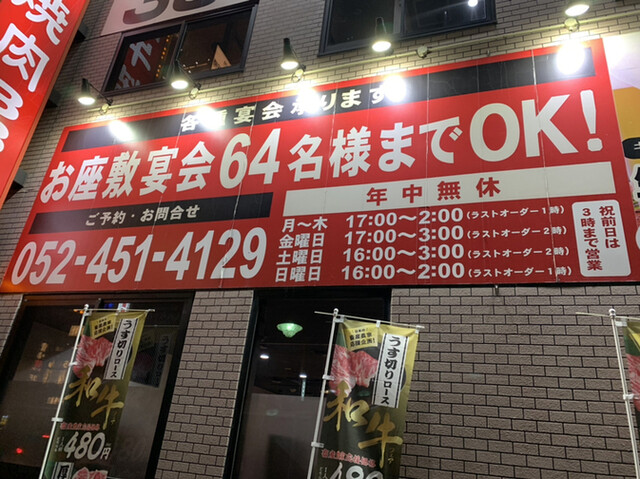 焼肉
各種宴会承ります
お座敷宴会64名様までOK!
ご予約・お問合せ
052-451-4129
年中無休
月〜木 17:00〜2:00(ラストオーダー1時)
金曜日 17:00〜3:00(ラストオーダー2時)
土曜日 16:00〜3:00(ラストオーダー2時)
日曜日 16:00〜2:00(ラストオーダー1時)
祝前日は
3時まで営業
うす切りロース
和牛
480円
うす切りロース
和牛